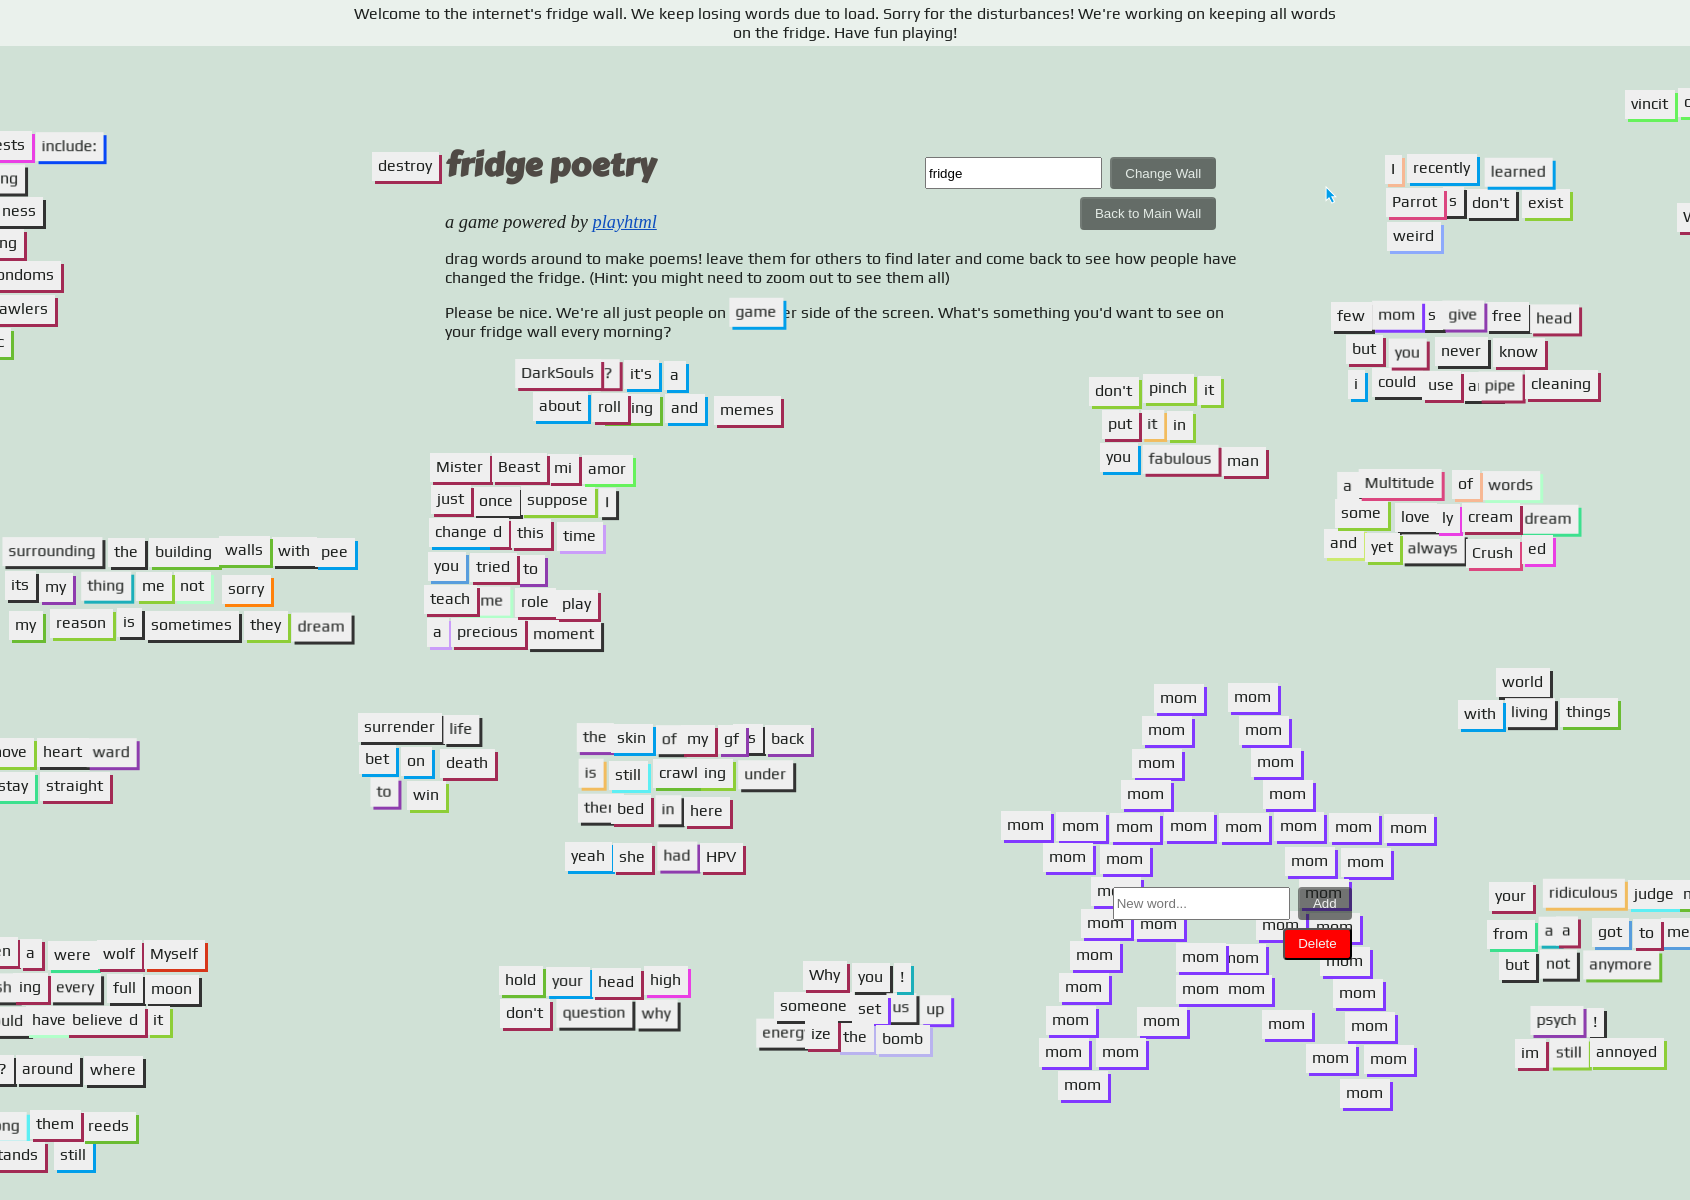 Welcome to the internet's fridge wall. We keep losing words due to load. Sorry for the disturbances! We're working on keeping all words
on the fridge. Have fun playing!
vincit
include:
ness
destroy fridge poetry
fridge Change Wall
Back to Main Wall
a game powered by playhtml
drag words around to make poems! leave them for others to find later and come back to see how people have
changed the fridge. (Hint: you might need to zoom out to see them all)
Please be nice. We're all just people on game er side of the screen. What's something you'd want to see on
your fridge wall every morning?
I recently learned
Parrot s don't exist
weird
few mom s give free head
but you never know
i could use a pipe cleaning
DarkSouls ? it's a
about roll ing and memes
don't pinch it
put it in
you fabulous man
Mister Beast mi amor
just once suppose I
change d this time
you tried to
teach me role play
a precious moment
a Multitude of words
some love ly cream dream
and yet always Crush ed
surrounding the building walls with pee
its my thing me not sorry
my reason is sometimes they dream
world
with living things
heart ward
stay straight
surrender life
bet on death
to win
the skin of my gf s back
is still crawl ing under
bed in here
yeah she had HPV
mom mom
mom mom
mom mom
mom mom
mom mom mom mom mom mom mom mom
mom mom mom mom
mom
New word... Add
mom mom mom mom
Delete
mom mom mom mom
mom mom mom mom
mom mom mom mom
mom mom mom mom
mom mom
your ridiculous judge
from a a got to me
but not anymore
psych !
im still annoyed
a were wolf Myself
ing every full moon
have believe d it
? around where
them reeds
still
hold your head high
don't question why
Why you !
someone set us up
ize the bomb